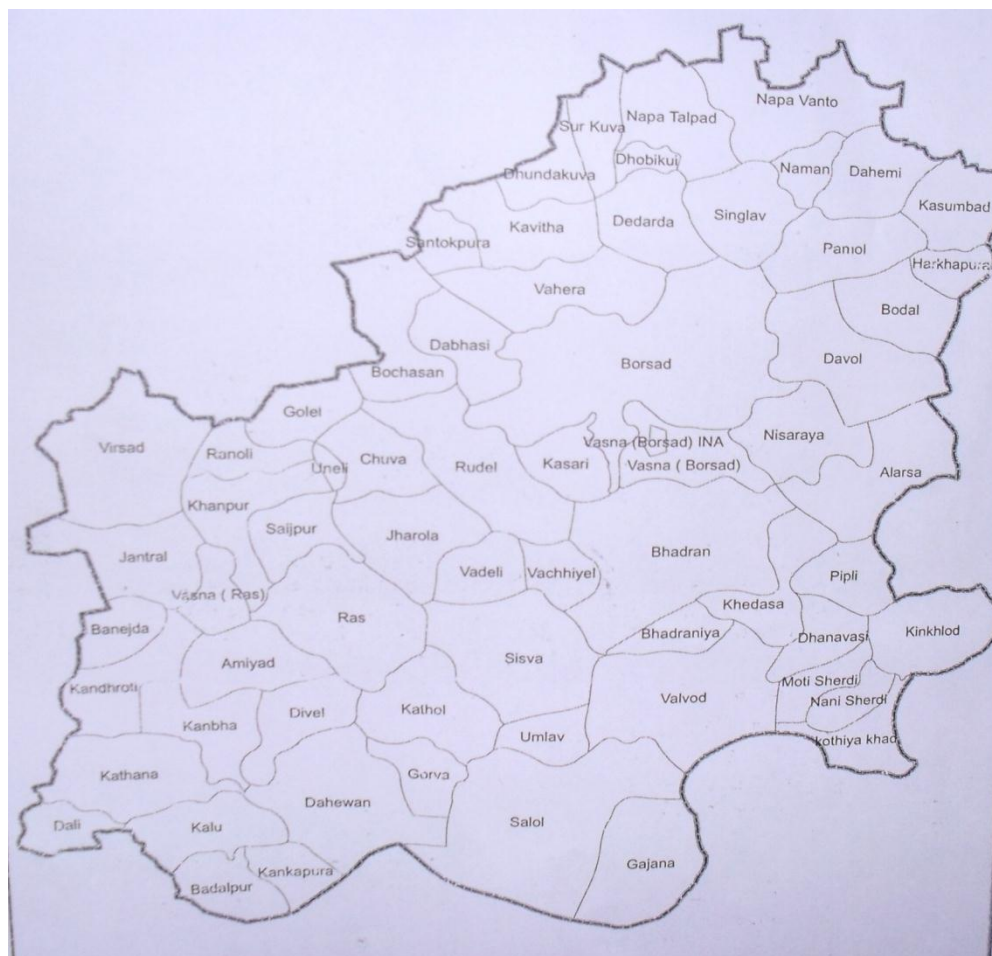 Napa Vanto
Napa Talpad
Sur Kuva
Dhobikui
Naman
Dahemi
Dhundakuva
Kasumbad
Singlav
Dedarda
Kavitha
Santokpura
Paniol
Harkhapura
Vahera
Bodal
Dabhasi
Davol
Borsad
Bochasan
Golel
Virsad
Ranoli
Nisaraya
Vasna (Borsad) INA
Uneli
Chuva
Rudel
Kasari
Vasna ( Borsad)
Alarsa
Khanpur
Saijpur
Jharola
Jantral
Bhadran
Vadeli
Vachhiyel
Pipli
Vasna ( Ras)
Khedasa
Ras
Banejda
Bhadraniya
Dhanavasi
Kinkhlod
Amiyad
Sisva
Moti Sherdi
Kandhroti
Valvod
Nani Sherdi
Kanbha
Divel
Kathol
Umlav
kothiya khad
Kathana
Gorva
Dahewan
Dali
Kalu
Salol
Gajana
Kankapura
Badalpur